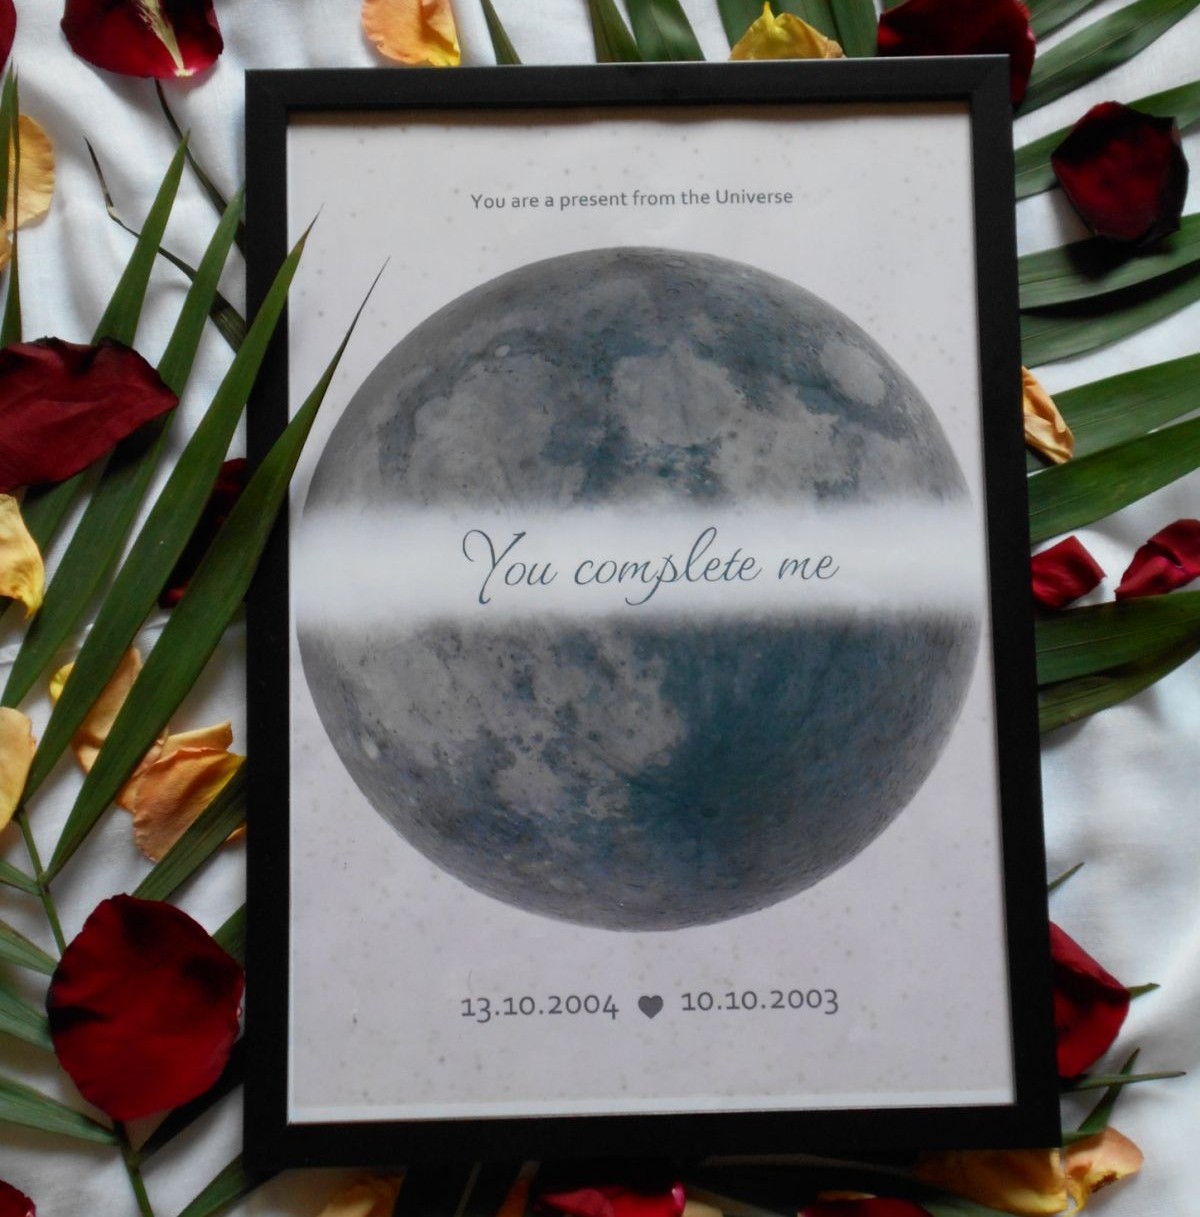 You are a present from the Universe
You complete me
13.10.2004 ♥ 10.10.2003